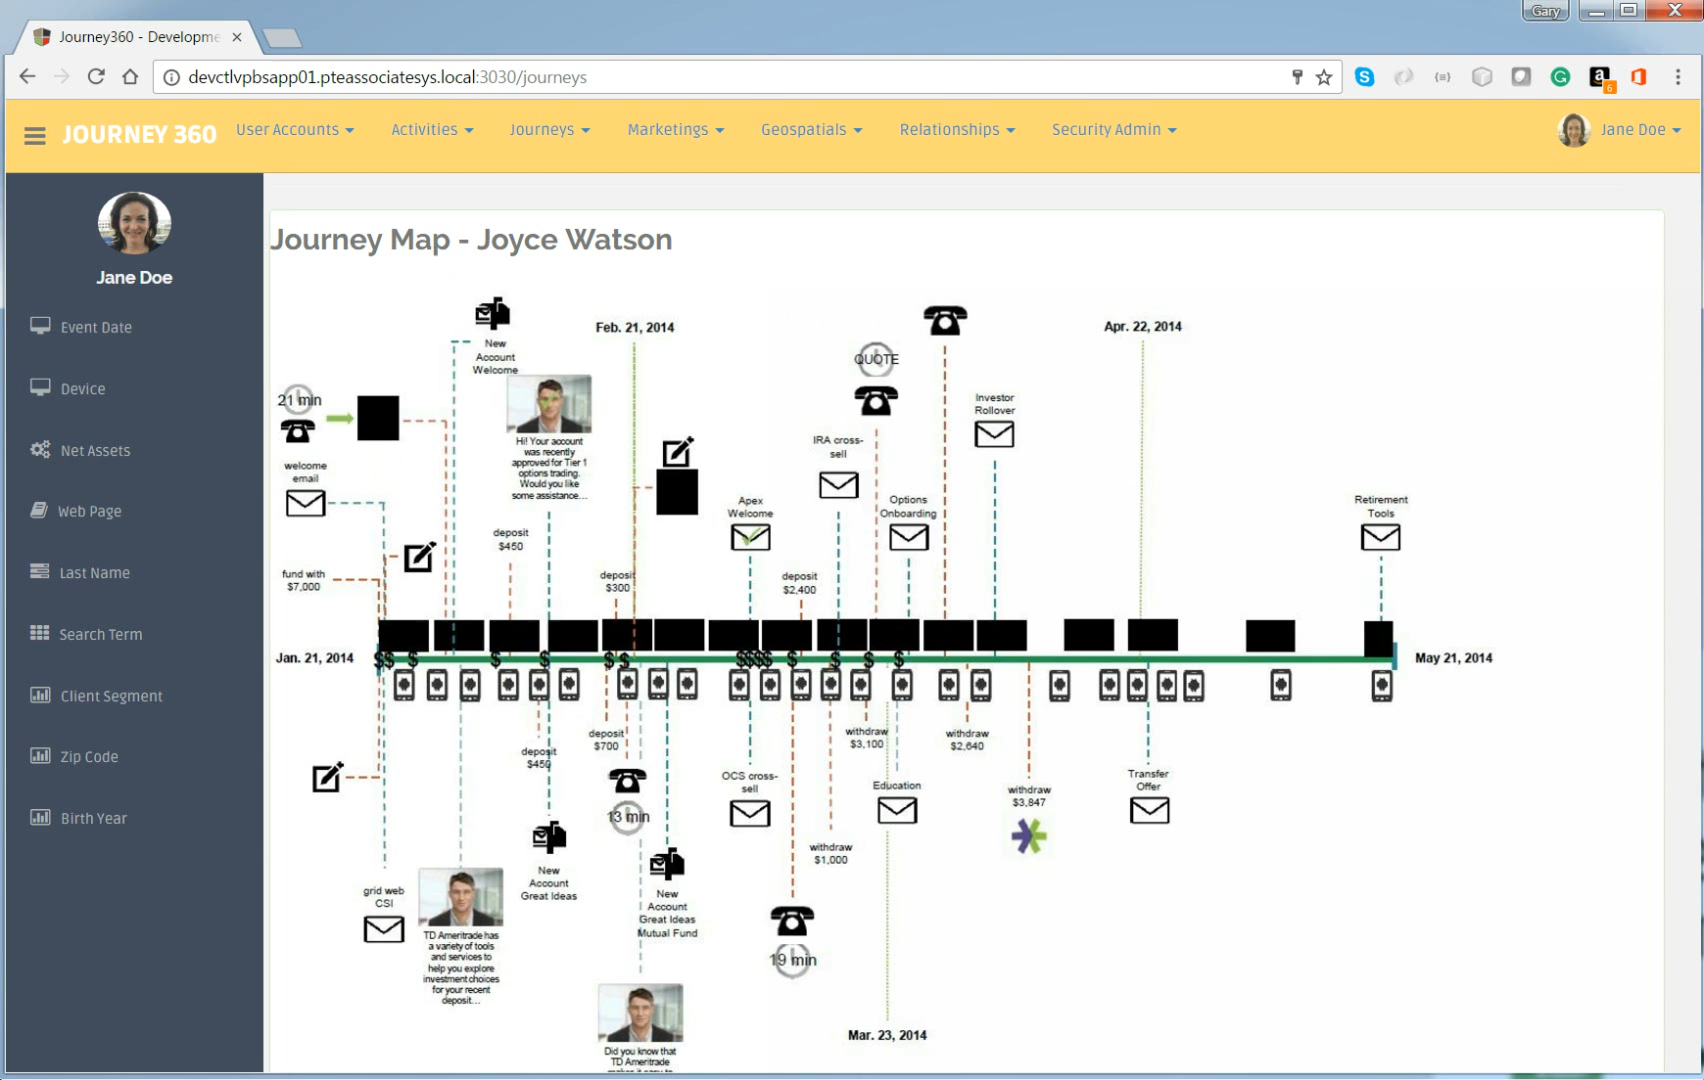 Gary
Journey360 - Developme
devctlvpbsapp01.pteassociatesys.local:3030/journeys
6
JOURNEY 360
User Accounts
Activities
Journeys
Marketings
Geospatials
Relationships
Security Admin
Jane Doe
Jane Doe
Event Date
Device
Net Assets
Web Page
Last Name
Search Term
Client Segment
Zip Code
Birth Year
Journey Map - Joyce Watson
New
Account
Welcome
Feb. 21, 2014
Apr. 22, 2014
QUOTE
21 min
Investor
Rollover
Hi! Your account
was recently
approved for Tier 1
options trading.
Would you like
some assistance...
IRA cross-
sell
welcome
email
Apex
Welcome
Options
Onboarding
Retirement
Tools
deposit
$450
fund with
$7,000
deposit
$300
deposit
$2,400
Jan. 21, 2014
$$ $ $ $ $ $ $$$$ $ $ $ $
May 21, 2014
deposit
$450
deposit
$700
withdraw
$3,100
withdraw
$2,640
OCS cross-
sell
Education
Transfer
Offer
withdraw
$3,847
13 min
withdraw
$1,000
grid web
CSI
New
Account
Great Ideas
New
Account
Great Ideas
Mutual Fund
TD Ameritrade has
a variety of tools
and services to
help you explore
investment choices
for your recent
deposit...
19 min
Mar. 23, 2014
Did you know that
TD Ameritrade